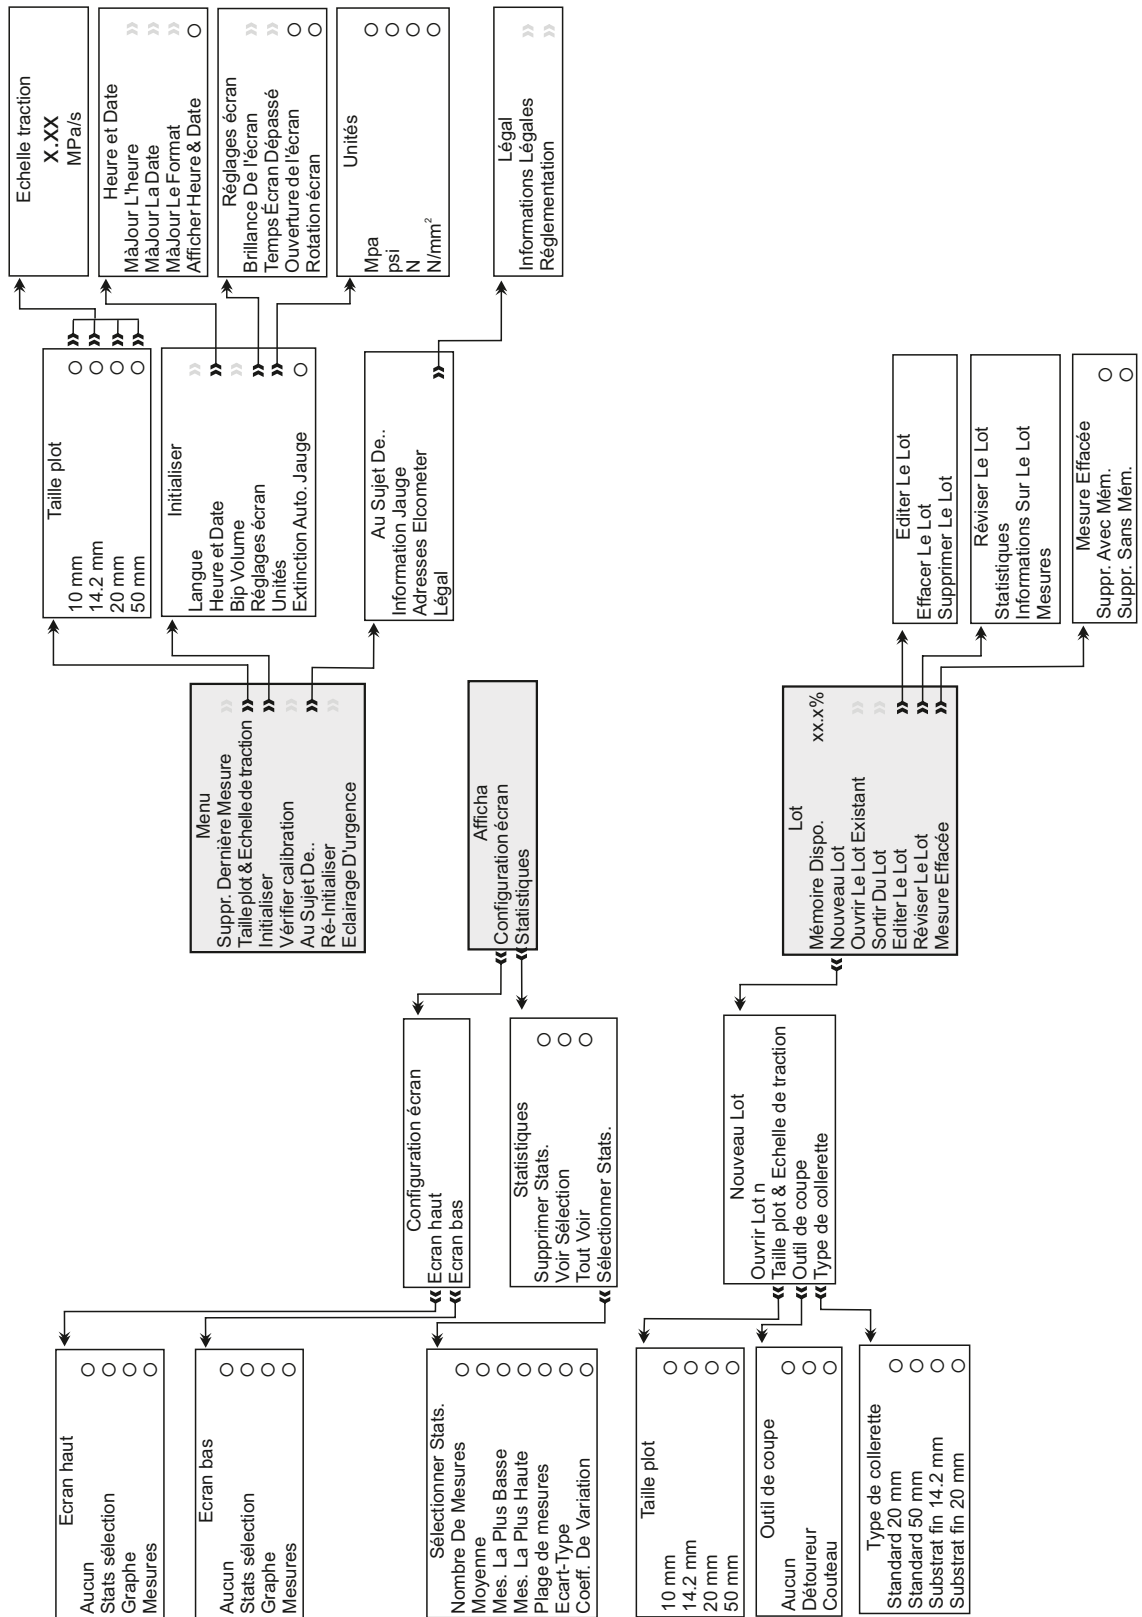 Ecran haut
Aucun
Stats sélection
Graphe
Mesures
Ecran bas
Aucun
Stats sélection
Graphe
Mesures
Sélectionner Stats.
Nombre De Mesures
Moyenne
Mes. La Plus Basse
Mes. La Plus Haute
Plage de mesures
Ecart-Type
Coeff. De Variation
Taille plot
10 mm
14.2 mm
20 mm
50 mm
Outil de coupe
Aucun
Détoureur
Couteau
Type de collerette
Standard 20 mm
Standard 50 mm
Substrat fin 14.2 mm
Substrat fin 20 mm
Configuration écran
Ecran haut
Ecran bas
Statistiques
Supprimer Stats.
Voir Sélection
Tout Voir
Sélectionner Stats.
Nouveau Lot
Ouvrir Lot n
Taille plot & Echelle de traction
Outil de coupe
Type de collerette
Menu
Suppr. Dernière Mesure
Taille plot & Echelle de traction
Initialiser
Vérifier calibration
Au Sujet De..
Ré-Initialiser
Eclairage D'urgence
Afficha
Configuration écran
Statistiques
Lot
Mémoire Dispo. xx.x%
Nouveau Lot
Ouvrir Le Lot Existant
Sortir Du Lot
Editer Le Lot
Réviser Le Lot
Mesure Effacée
Taille plot
10 mm
14.2 mm
20 mm
50 mm
Initialiser
Langue
Heure et Date
Bip Volume
Réglages écran
Unités
Extinction Auto. Jauge
Au Sujet De..
Information Jauge
Adresses Elcometer
Légal
Editer Le Lot
Effacer Le Lot
Supprimer Le Lot
Réviser Le Lot
Statistiques
Informations Sur Le Lot
Mesures
Mesure Effacée
Suppr. Avec Mém.
Suppr. Sans Mém.
Echelle traction
X.XX
MPa/s
Heure et Date
MàJour L'heure
MàJour La Date
MàJour Le Format
Afficher Heure & Date
Réglages écran
Brillance De l'écran
Temps Écran Dépassé
Ouverture de l'écran
Rotation écran
Unités
Mpa
psi
N
N/mm²
Légal
Informations Légales
Réglementation